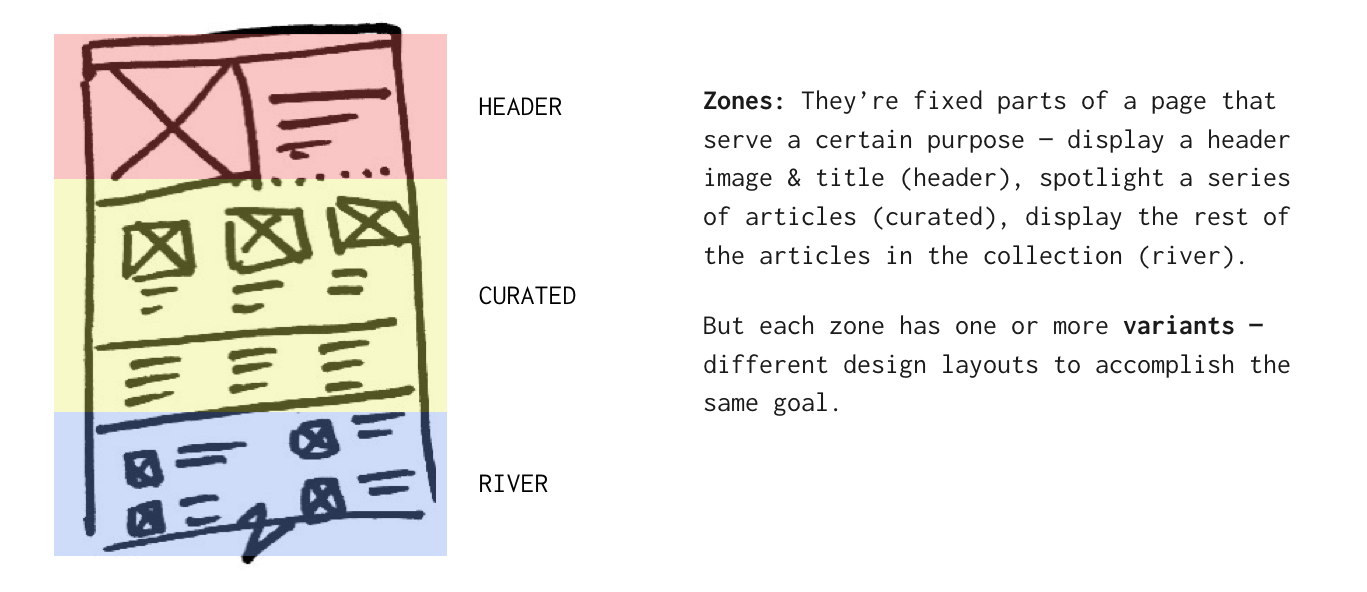 HEADER
CURATED
RIVER
Zones: They’re fixed parts of a page that
serve a certain purpose — display a header
image & title (header), spotlight a series
of articles (curated), display the rest of
the articles in the collection (river).
But each zone has one or more variants —
different design layouts to accomplish the
same goal.